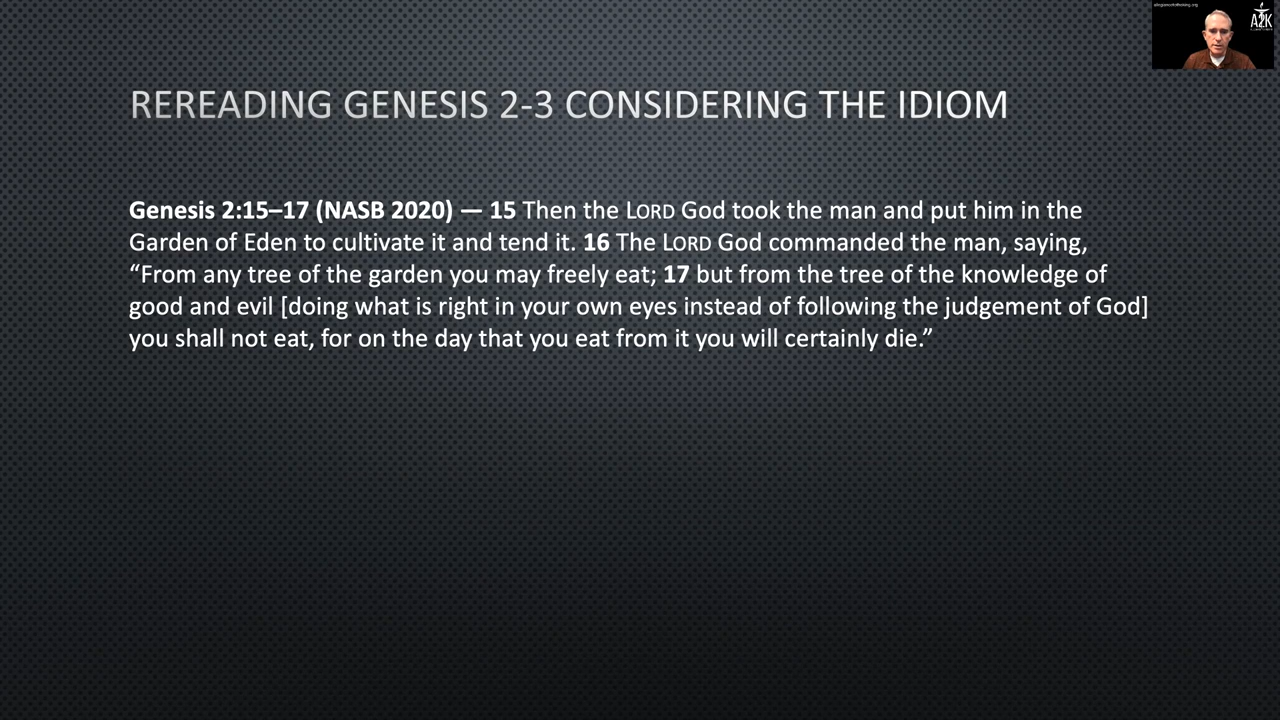 allegiancetotheking.org
A2K
REREADING GENESIS 2-3 CONSIDERING THE IDIOM
Genesis 2:15–17 (NASB 2020) — 15 Then the LORD God took the man and put him in the
Garden of Eden to cultivate it and tend it. 16 The LORD God commanded the man, saying,
“From any tree of the garden you may freely eat; 17 but from the tree of the knowledge of
good and evil [doing what is right in your own eyes instead of following the judgement of God]
you shall not eat, for on the day that you eat from it you will certainly die.”